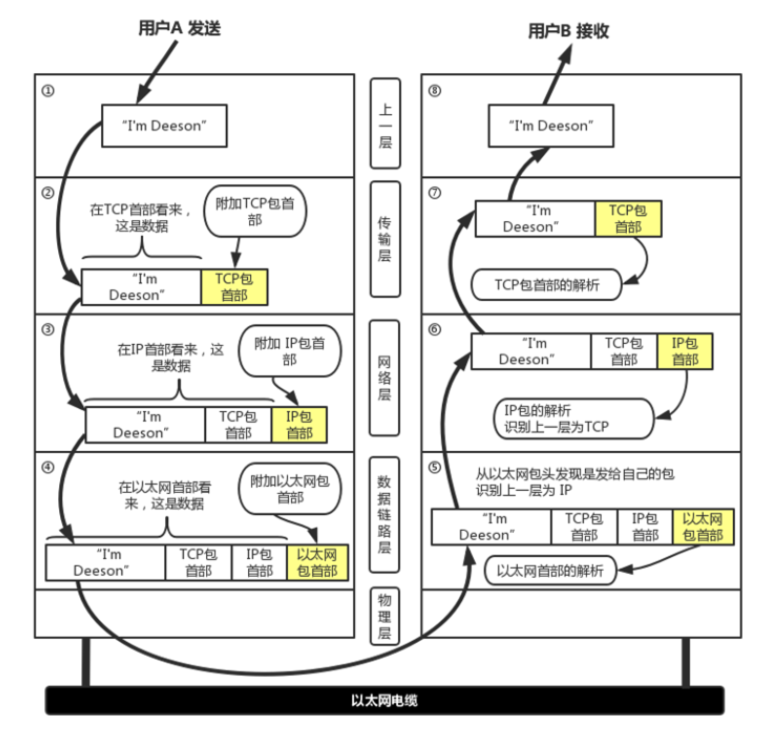 用户A 发送
①
“I'm Deeson”
②
在TCP首部看来，
这是数据
附加TCP包首
部
“I'm
Deeson”
TCP包
首部
③
在IP首部看来，这
是数据
附加 IP包首
部
“I'm
Deeson”
TCP包
首部
IP包
首部
④
在以太网首部看
来，这是数据
附加以太网包
首部
“I'm
Deeson”
TCP包
首部
IP包
首部
以太网
包首部
上
一
层
传
输
层
网
络
层
数
据
链
路
层
物
理
层
用户B 接收
⑧
“I'm Deeson”
⑦
“I'm
Deeson”
TCP包
首部
TCP包首部的解析
⑥
“I'm
Deeson”
TCP包
首部
IP包
首部
IP包的解析
识别上一层为TCP
⑤
从以太网包头发现是发给自己的包
识别上一层为 IP
“I'm
Deeson”
TCP包
首部
IP包
首部
以太网
包首部
以太网首部的解析
以太网电缆